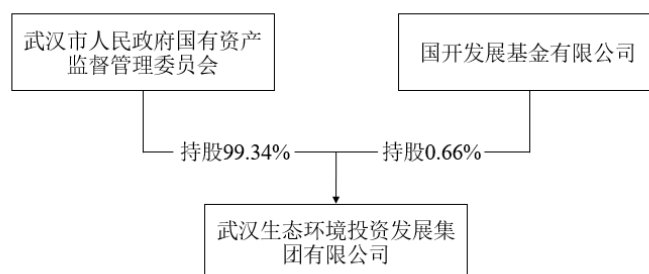 武汉市人民政府国有资产
监督管理委员会
国开发展基金有限公司
持股99.34%
持股0.66%
武汉生态环境投资发展集
团有限公司